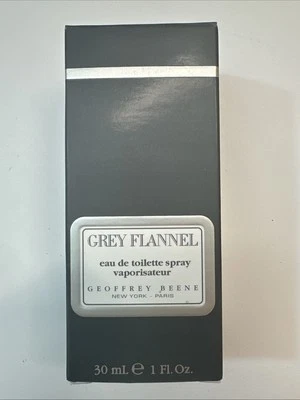 GREY FLANNEL
eau de toilette spray
vaporisateur
GEOFFREY BEENE
NEW YORK - PARIS
30 mL ℮ 1 Fl. Oz.